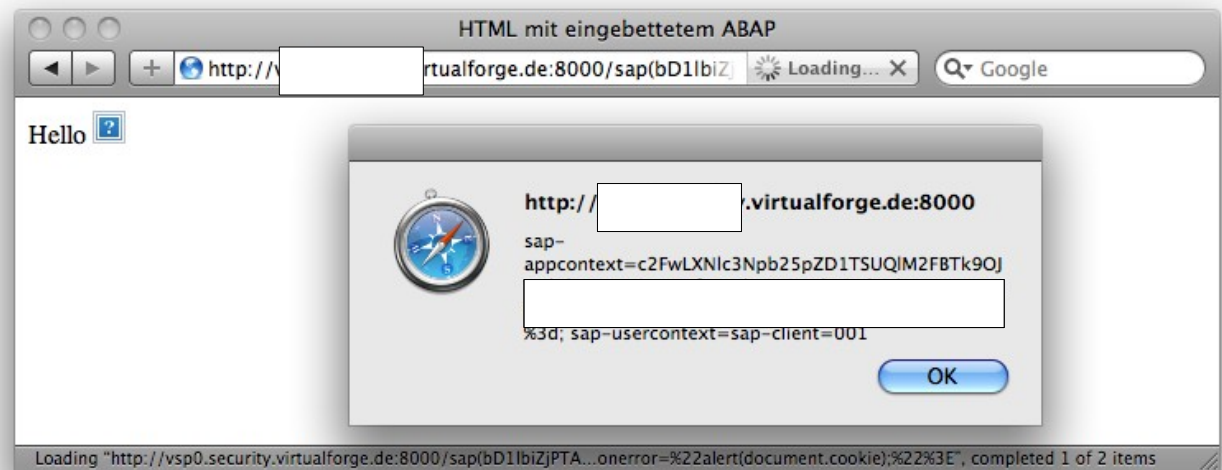 HTML mit eingebettetem ABAP
http://v rtualforge.de:8000/sap(bD1lbiZj Loading... Google
Hello
http:// y.virtualforge.de:8000
sap-
appcontext=c2FwLXNlc3Npb25pZD1TSUQlM2FBTk9OJ
%3d; sap-usercontext=sap-client=001
OK
Loading "http://vsp0.security.virtualforge.de:8000/sap(bD1lbiZjPTA...onerror=%22alert(document.cookie);%22%3E", completed 1 of 2 items